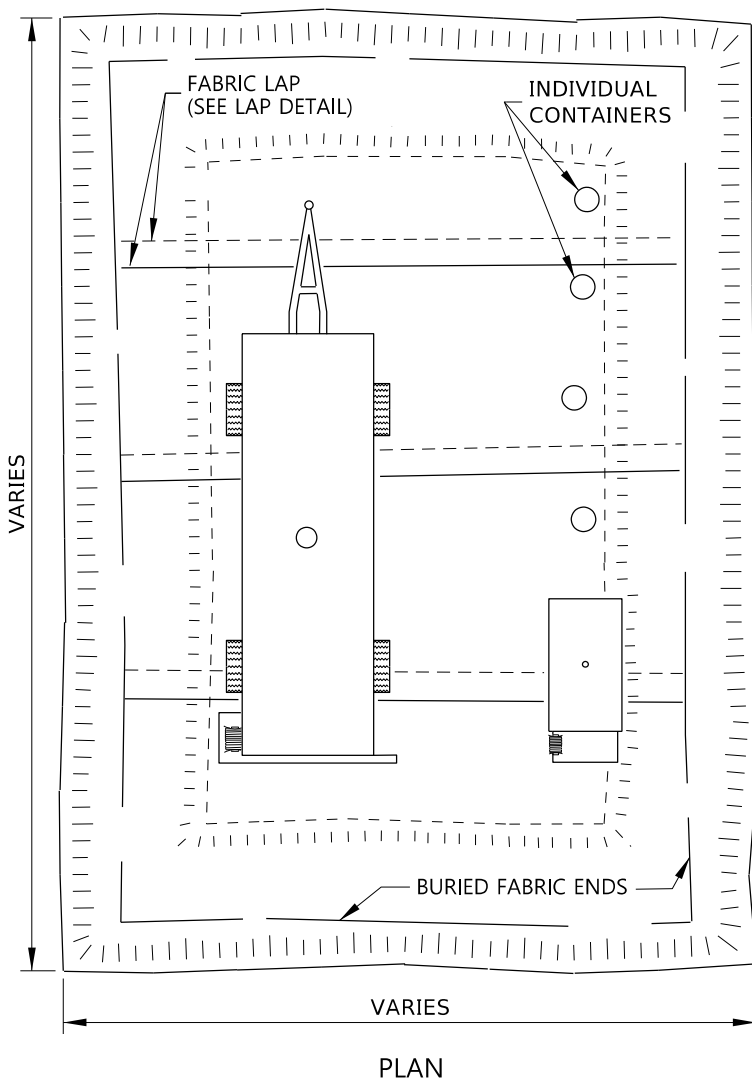 FABRIC LAP
(SEE LAP DETAIL)
INDIVIDUAL
CONTAINERS
VARIES
BURIED FABRIC ENDS
VARIES
PLAN